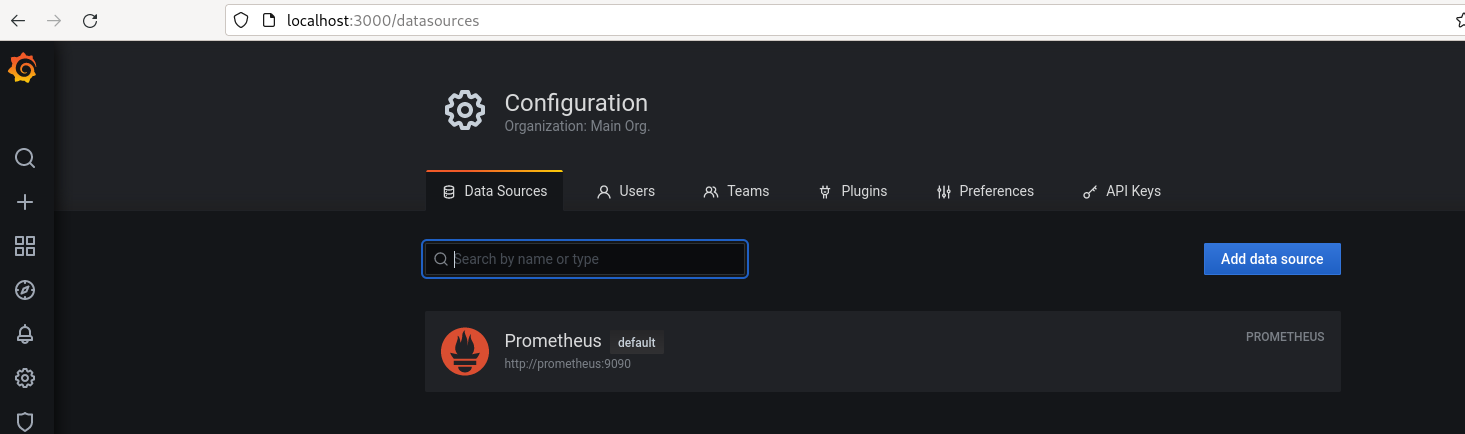 localhost:3000/datasources
Configuration
Organization: Main Org.
Data Sources Users Teams Plugins Preferences API Keys
Search by name or type
Add data source
Prometheus default
PROMETHEUS
http://prometheus:9090